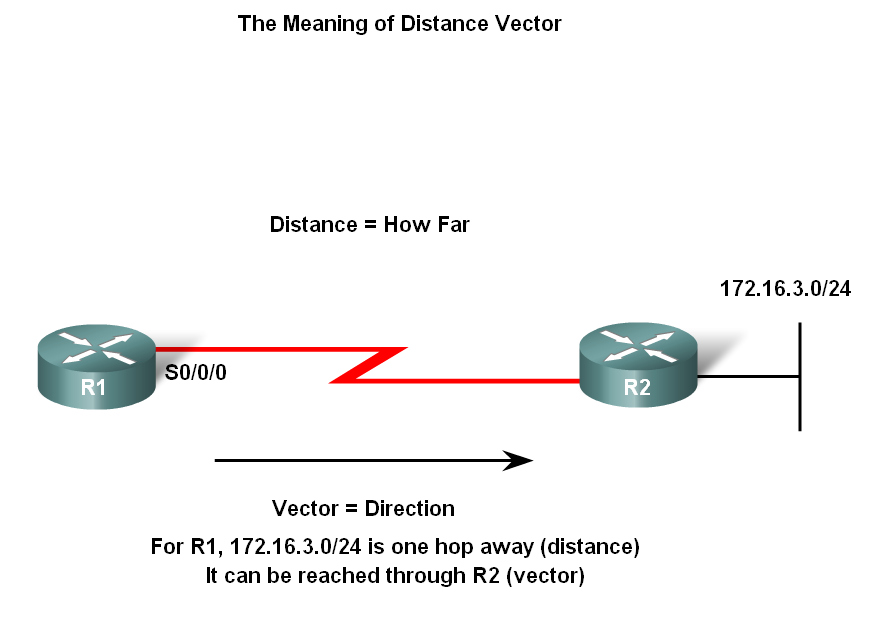 The Meaning of Distance Vector
Distance = How Far
172.16.3.0/24
S0/0/0
R1
R2
Vector = Direction
For R1, 172.16.3.0/24 is one hop away (distance)
It can be reached through R2 (vector)